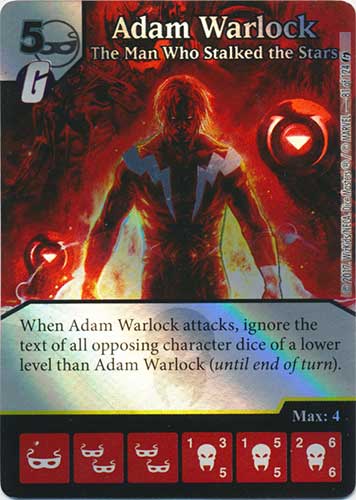 5
G
Adam Warlock
The Man Who Stalked the Stars
When Adam Warlock attacks, ignore the
text of all opposing character dice of a lower
level than Adam Warlock (until end of turn).
Max: 4
1 3
5
1 5
5
2 6
6